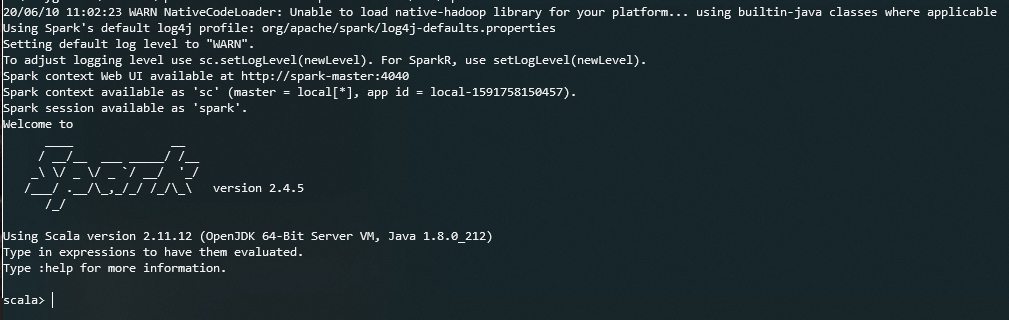 20/06/10 11:02:23 WARN NativeCodeLoader: Unable to load native-hadoop library for your platform... using builtin-java classes where applicable
Using Spark's default log4j profile: org/apache/spark/log4j-defaults.properties
Setting default log level to "WARN".
To adjust logging level use sc.setLogLevel(newLevel). For SparkR, use setLogLevel(newLevel).
Spark context Web UI available at http://spark-master:4040
Spark context available as 'sc' (master = local[*], app id = local-1591758150457).
Spark session available as 'spark'.
Welcome to
      ____              __
     / __/__  ___ _____/ /__
    _\ \/ _ \/ _ `/ __/  '_/
   /___/ .__/\_,_/_/ /_/\_\   version 2.4.5
      /_/
Using Scala version 2.11.12 (OpenJDK 64-Bit Server VM, Java 1.8.0_212)
Type in expressions to have them evaluated.
Type :help for more information.
scala>